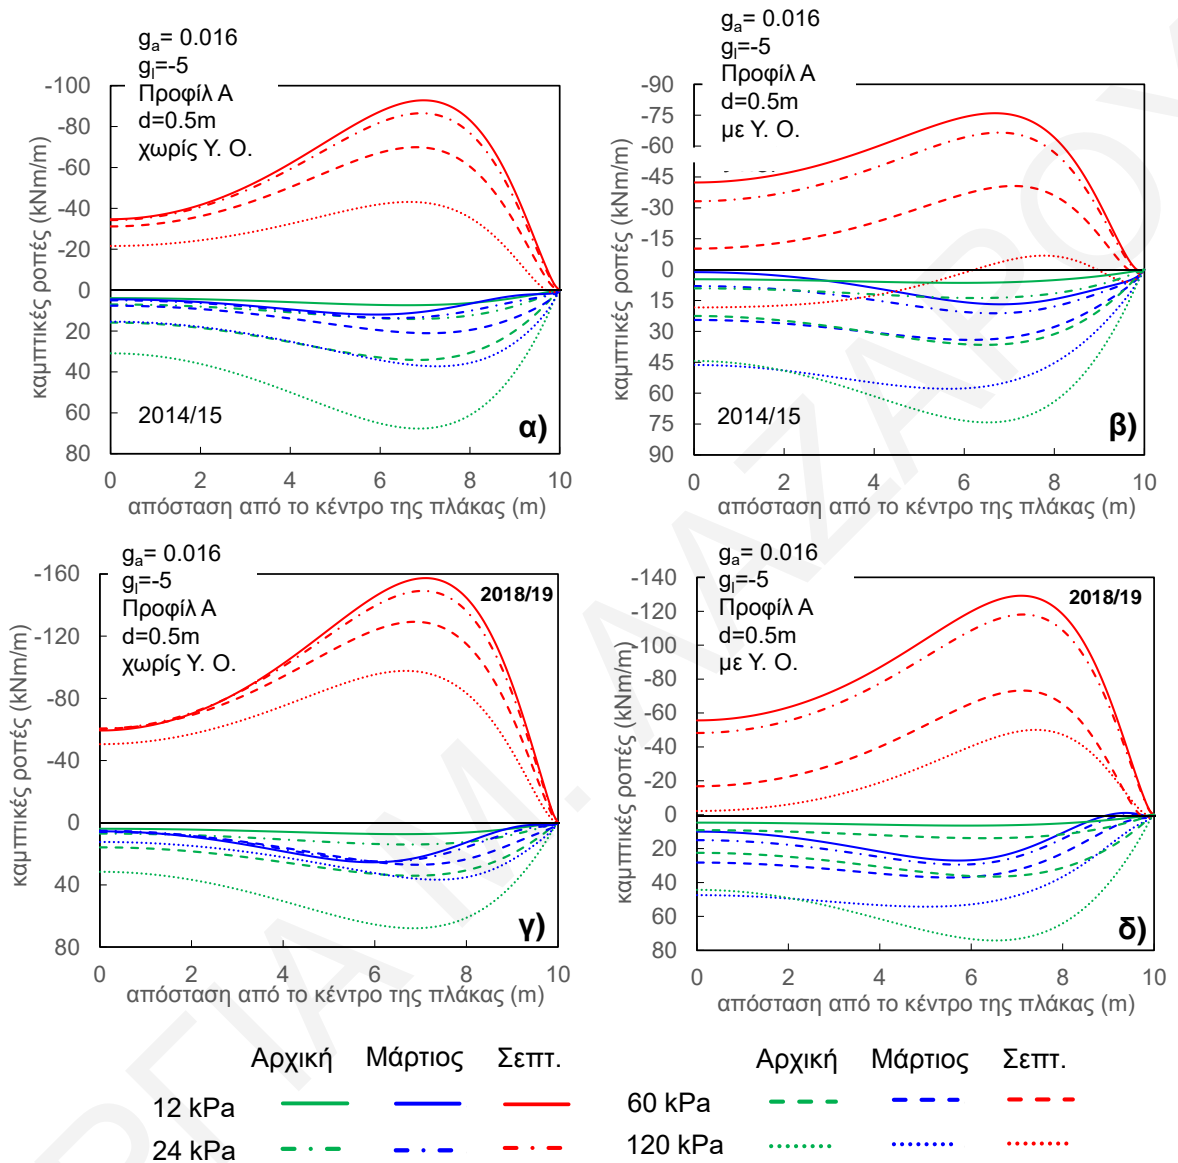 gₐ= 0.016
gₗ=-5
Προφίλ Α
d=0.5m
χωρίς Υ. Ο.
καμπτικές ροπές (kNm/m)
-100
-80
-60
-40
-20
0
20
40
60
80
2014/15
α)
0 2 4 6 8 10
απόσταση από το κέντρο της πλάκας (m)
gₐ= 0.016
gₗ=-5
Προφίλ Α
d=0.5m
με Υ. Ο.
καμπτικές ροπές (kNm/m)
-90
-75
-60
-45
-30
-15
0
15
30
45
60
75
90
2014/15
β)
0 2 4 6 8 10
απόσταση από το κέντρο της πλάκας (m)
gₐ= 0.016
gₗ=-5
Προφίλ Α
d=0.5m
χωρίς Υ. Ο.
2018/19
καμπτικές ροπές (kNm/m)
-160
-120
-80
-40
0
40
80
γ)
0 2 4 6 8 10
απόσταση από το κέντρο της πλάκας (m)
gₐ= 0.016
gₗ=-5
Προφίλ Α
d=0.5m
με Υ. Ο.
2018/19
καμπτικές ροπές (kNm/m)
-140
-120
-100
-80
-60
-40
-20
0
20
40
60
80
δ)
0 2 4 6 8 10
απόσταση από το κέντρο της πλάκας (m)
Αρχική Μάρτιος Σεπτ.
12 kPa
24 kPa
Αρχική Μάρτιος Σεπτ.
60 kPa
120 kPa